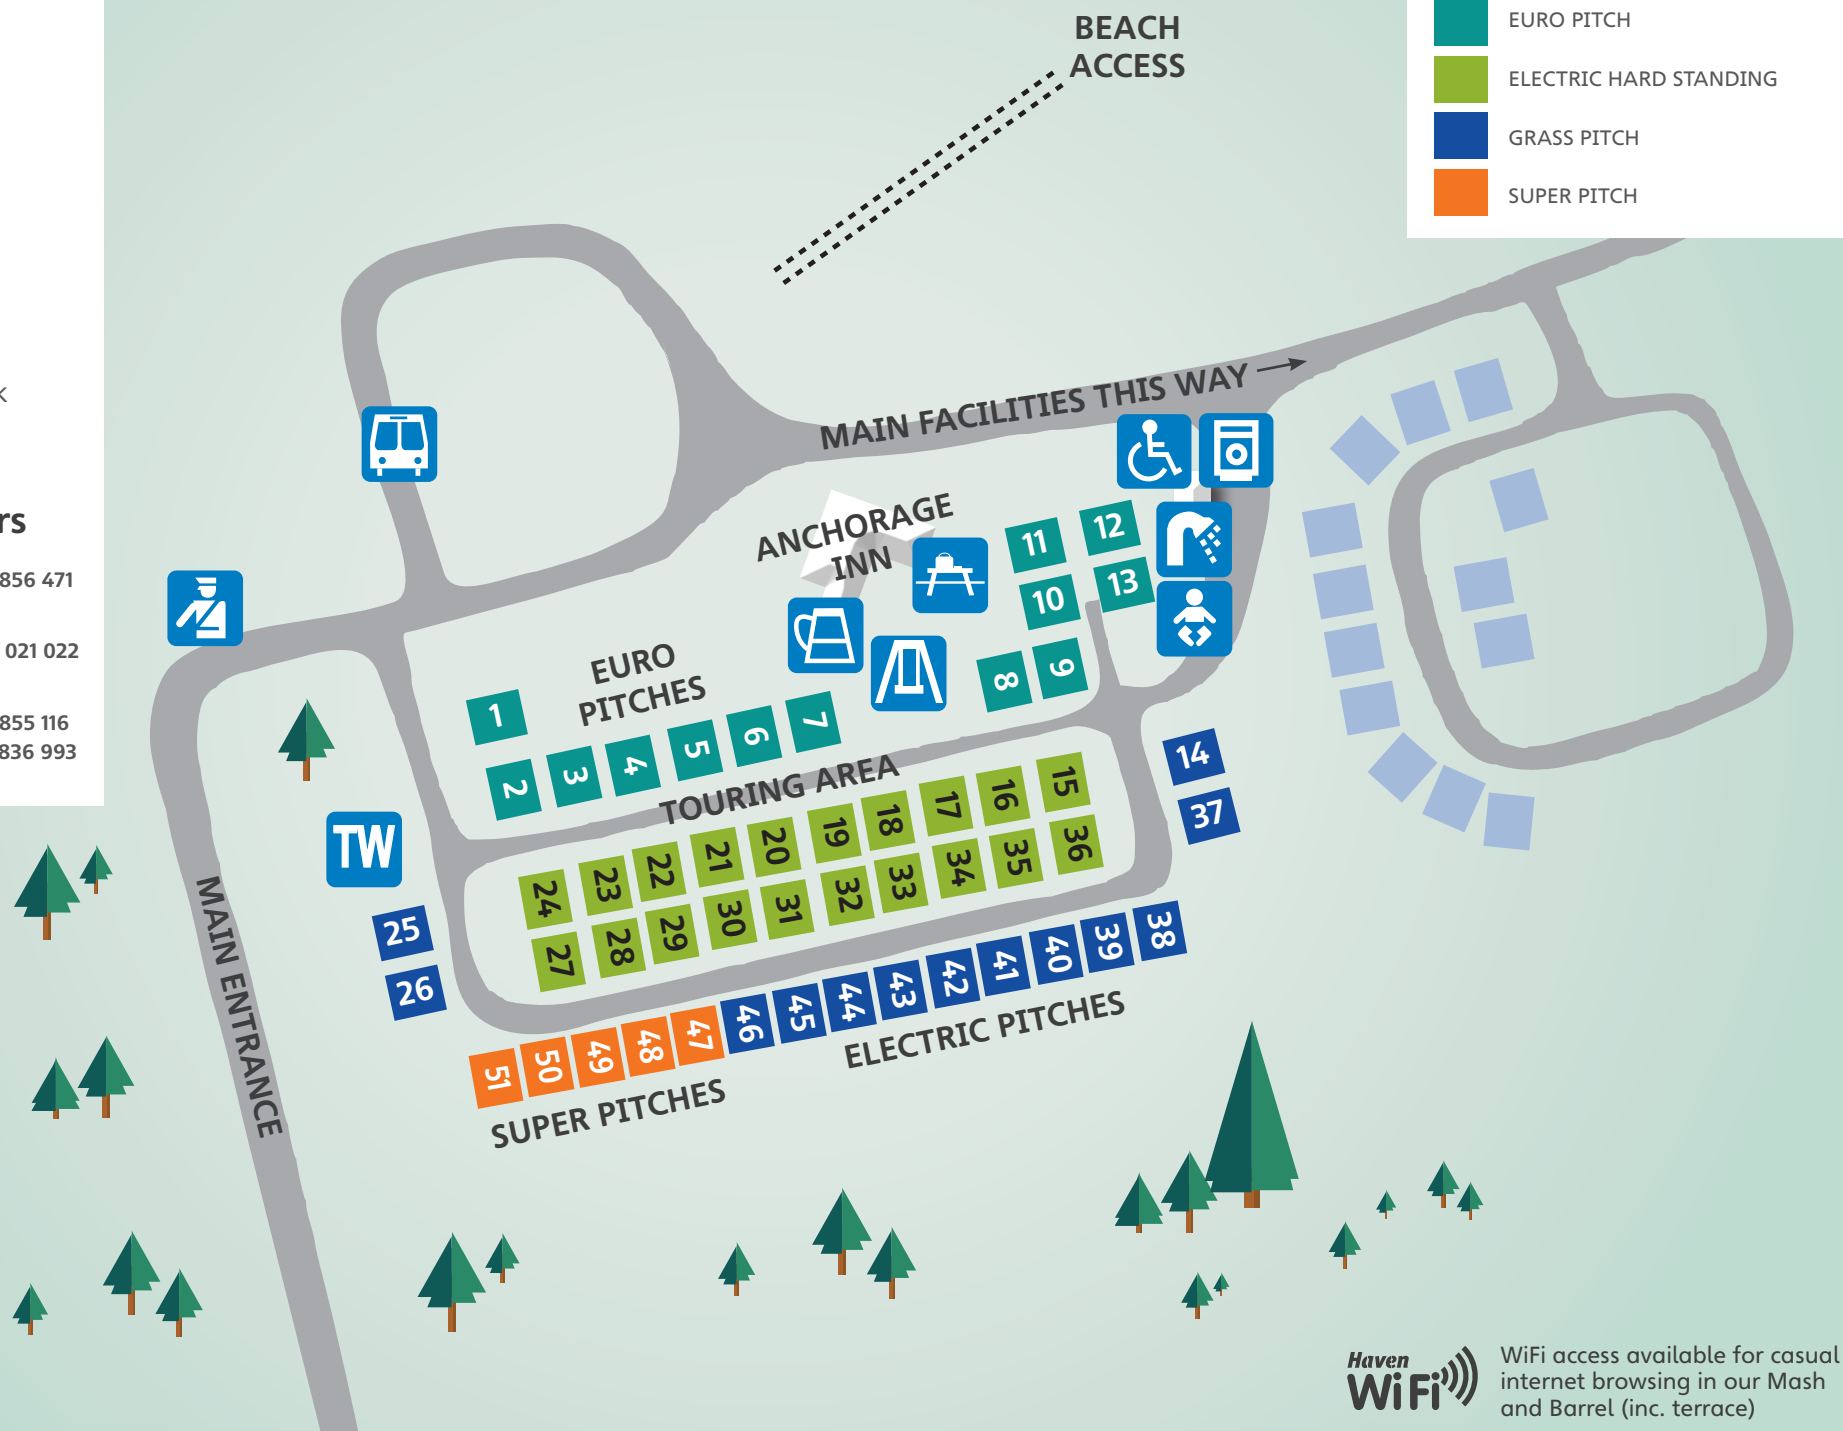 BEACH
ACCESS
EURO PITCH
ELECTRIC HARD STANDING
GRASS PITCH
SUPER PITCH
K
rs
856 471
021 022
855 116
836 993
MAIN FACILITIES THIS WAY
ANCHORAGE
INN
EURO
PITCHES
11
12
10
13
8
9
1
2
3
4
5
6
7
TOURING AREA
14
37
15
16
17
18
19
20
21
22
23
24
36
35
34
33
32
31
30
29
28
27
TW
25
26
MAIN ENTRANCE
38
39
40
41
42
43
44
45
46
47
48
49
50
51
ELECTRIC PITCHES
SUPER PITCHES
Haven
WiFi
WiFi access available for casual
internet browsing in our Mash
and Barrel (inc. terrace)